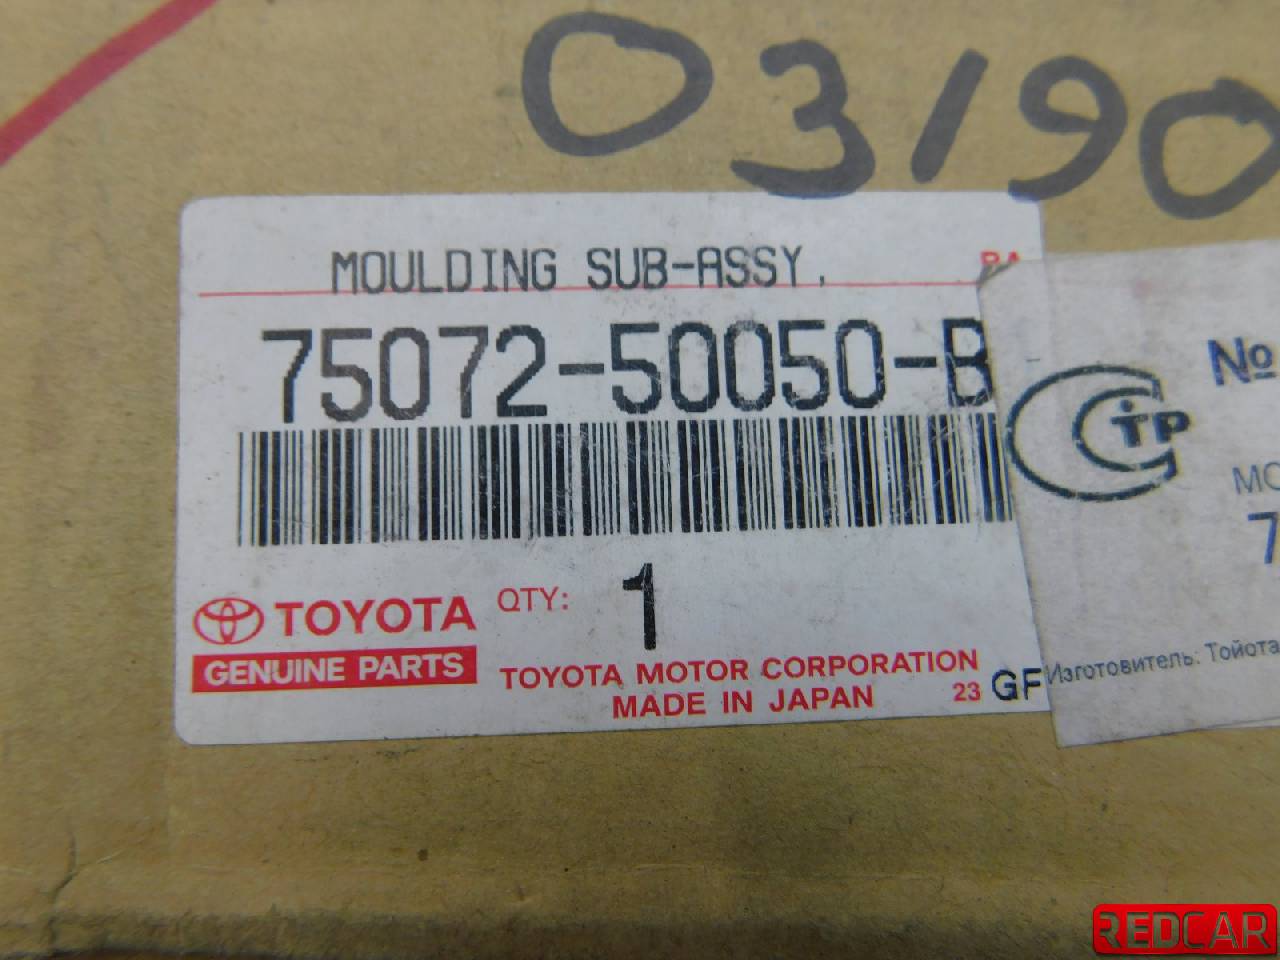 03190
MOULDING SUB-ASSY,
75072-50050-B
№
TOYOTA
GENUINE PARTS
QTY: 1
TOYOTA MOTOR CORPORATION
MADE IN JAPAN
23 GF
Изготовитель: Тойота
REDCAR